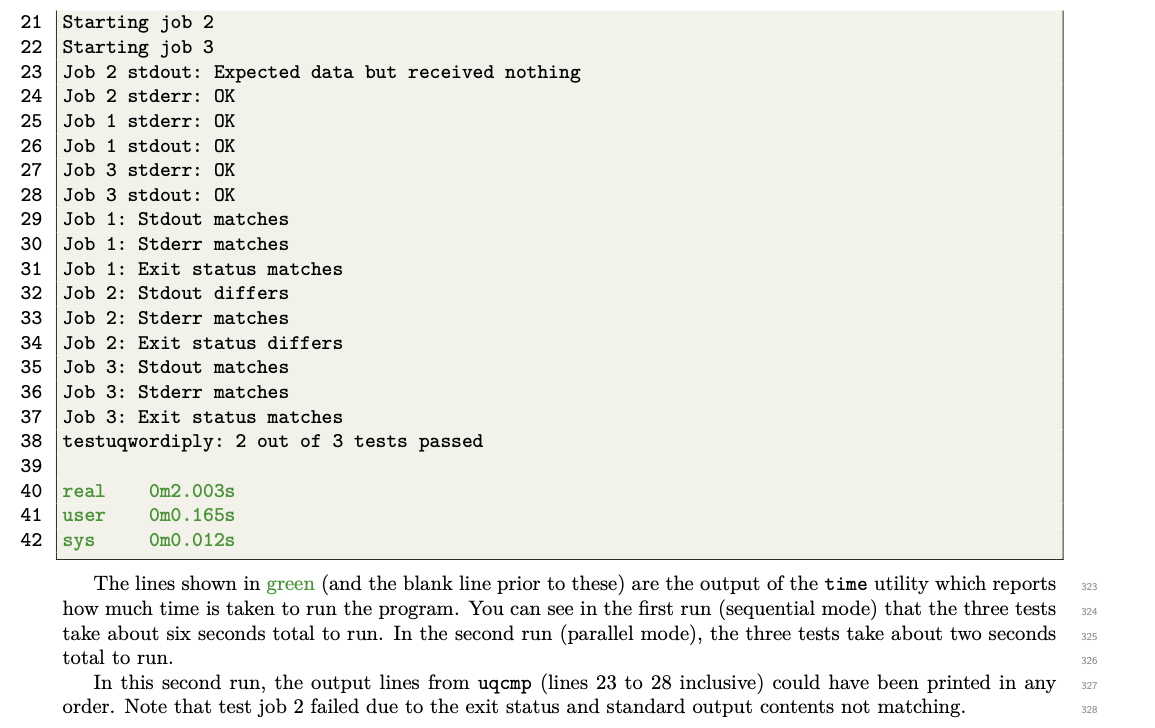 21 Starting job 2
22 Starting job 3
23 Job 2 stdout: Expected data but received nothing
24 Job 2 stderr: OK
25 Job 1 stderr: OK
26 Job 1 stdout: OK
27 Job 3 stderr: OK
28 Job 3 stdout: OK
29 Job 1: Stdout matches
30 Job 1: Stderr matches
31 Job 1: Exit status matches
32 Job 2: Stdout differs
33 Job 2: Stderr matches
34 Job 2: Exit status differs
35 Job 3: Stdout matches
36 Job 3: Stderr matches
37 Job 3: Exit status matches
38 testuqwordiply: 2 out of 3 tests passed
39
40 real 0m2.003s
41 user 0m0.165s
42 sys 0m0.012s
The lines shown in green (and the blank line prior to these) are the output of the time utility which reports 323
how much time is taken to run the program. You can see in the first run (sequential mode) that the three tests 324
take about six seconds total to run. In the second run (parallel mode), the three tests take about two seconds 325
total to run. 326
In this second run, the output lines from uqcmp (lines 23 to 28 inclusive) could have been printed in any 327
order. Note that test job 2 failed due to the exit status and standard output contents not matching. 328